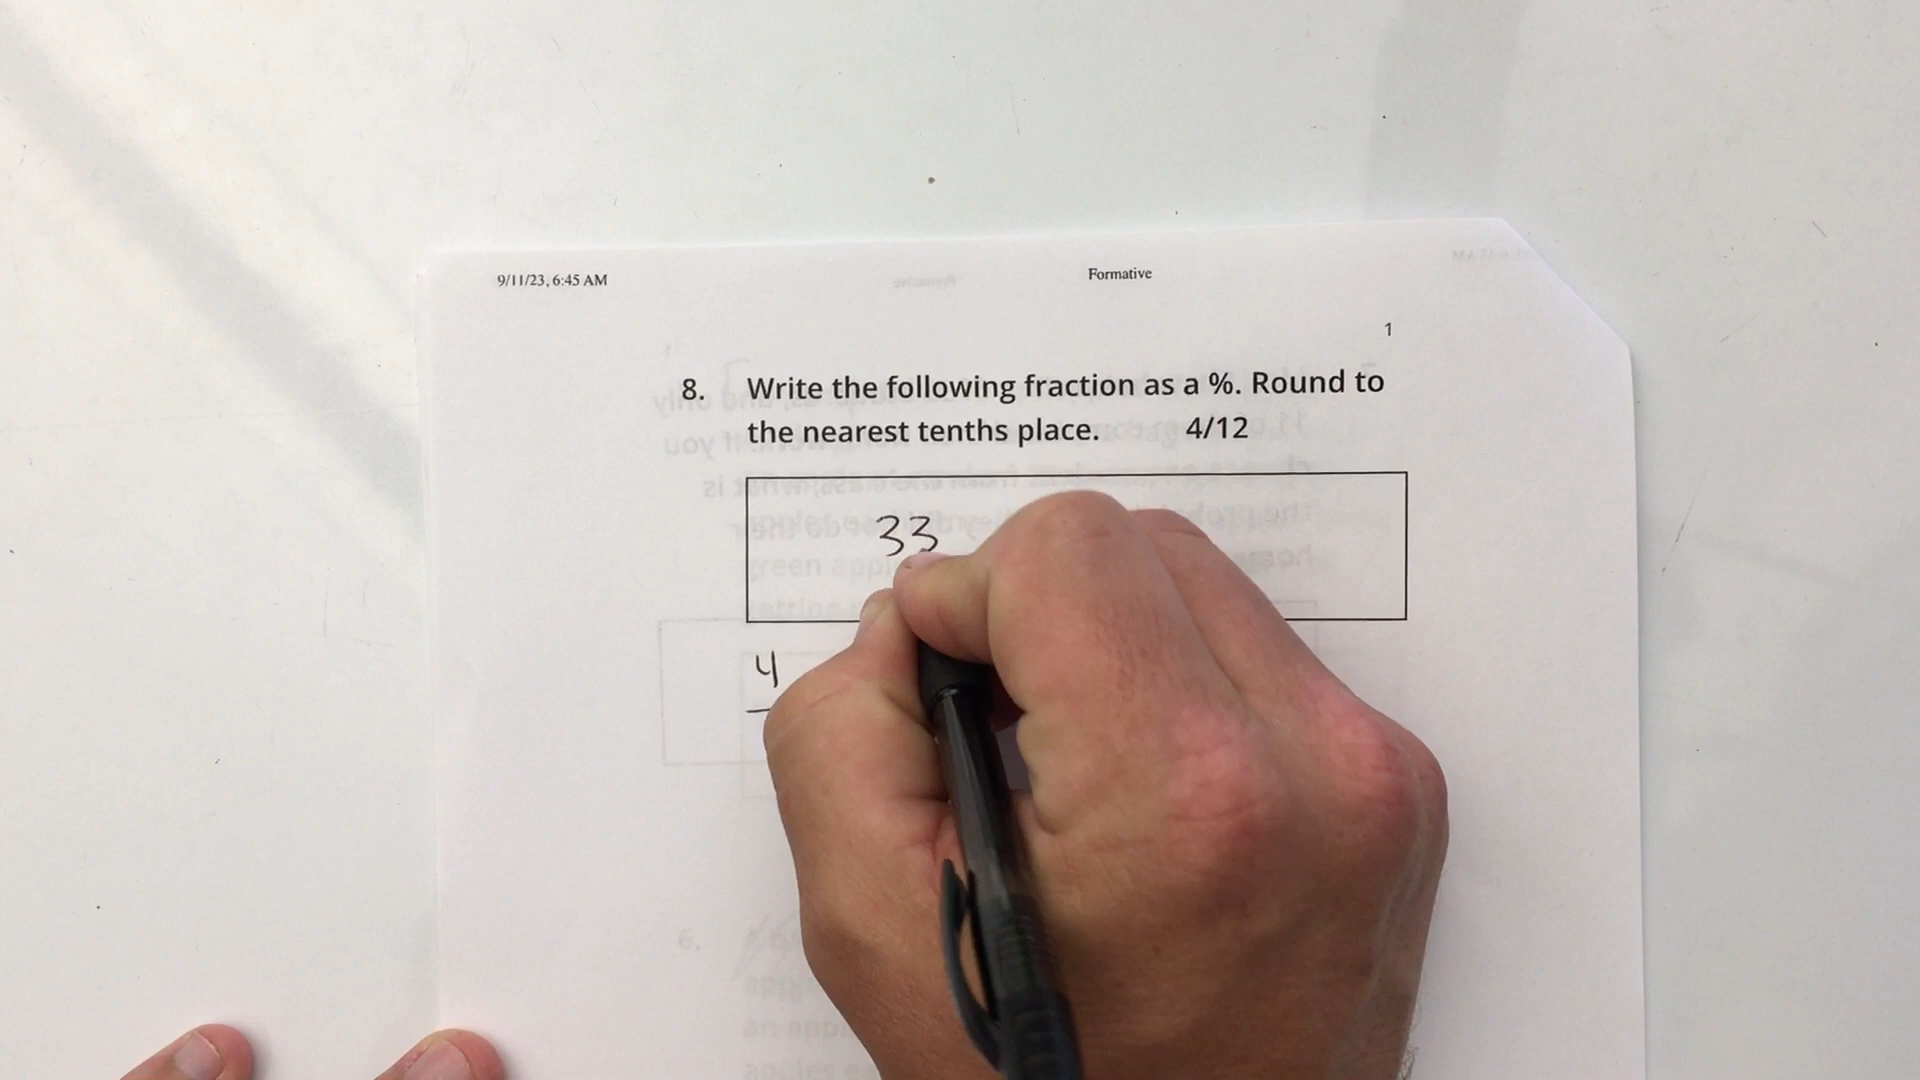 9/11/23, 6:45 AM
Formative
1
8. Write the following fraction as a %. Round to
the nearest tenths place. 4/12
33
4
6.